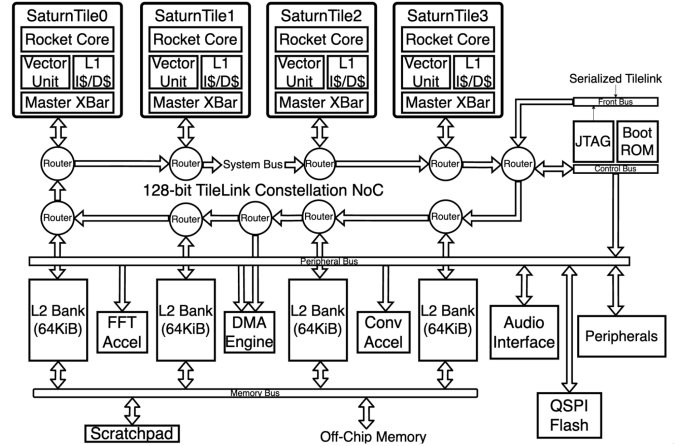 SaturnTile0
SaturnTile1
SaturnTile2
SaturnTile3
Rocket Core
Rocket Core
Rocket Core
Rocket Core
Vector
Unit
L1
I$/D$
Vector
Unit
L1
I$/D$
Vector
Unit
L1
I$/D$
Vector
Unit
L1
I$/D$
Master XBar
Master XBar
Master XBar
Master XBar
Serialized Tilelink
Front Bus
JTAG
Boot
ROM
Control Bus
Router
Router
System Bus
Router
Router
Router
128-bit TileLink Constellation NoC
Router
Router
Router
Router
Router
Peripheral Bus
L2 Bank
(64KiB)
FFT
Accel
L2 Bank
(64KiB)
DMA
Engine
L2 Bank
(64KiB)
Conv
Accel
L2 Bank
(64KiB)
Audio
Interface
Peripherals
Memory Bus
QSPI
Flash
Scratchpad
Off-Chip Memory